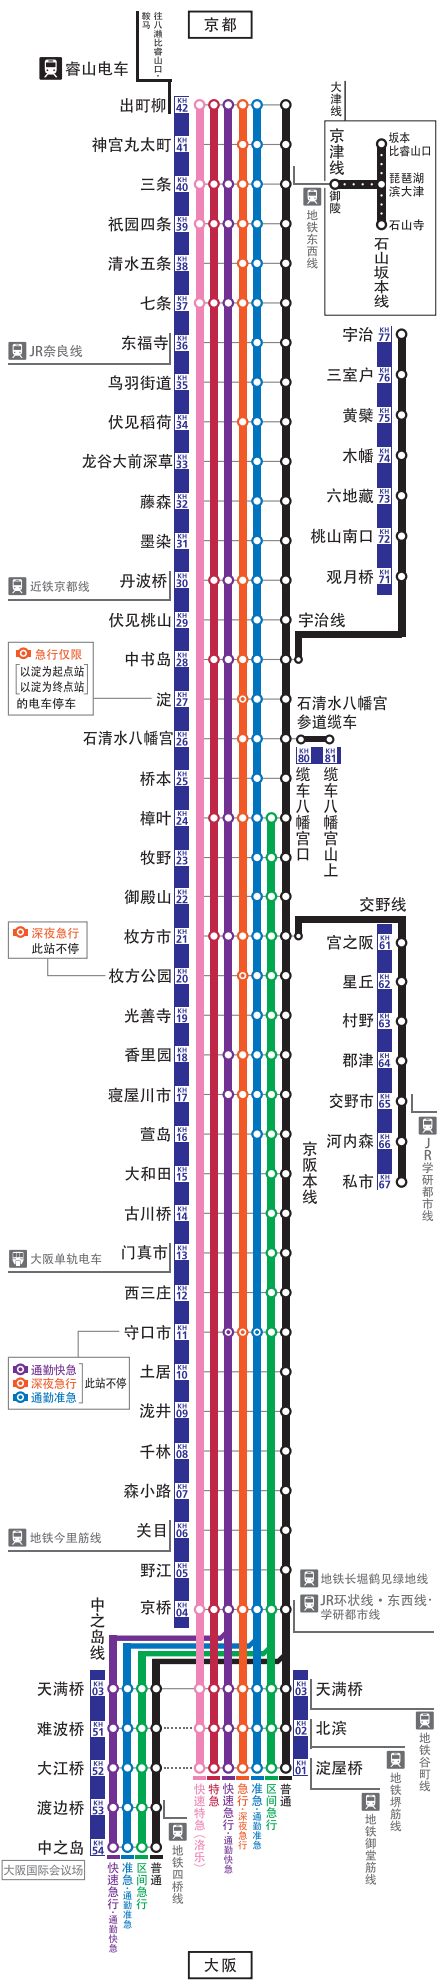 京都
往八濑比睿山口·
鞍马
睿山电车
出町柳 KH 42
神宫丸太町 KH 41
三条 KH 40
祇园四条 KH 39
清水五条 KH 38
七条 KH 37
东福寺 KH 36
鸟羽街道 KH 35
伏见稻荷 KH 34
龙谷大前深草 KH 33
藤森 KH 32
墨染 KH 31
丹波桥 KH 30
伏见桃山 KH 29
中书岛 KH 28
淀 KH 27
石清水八幡宫 KH 26
桥本 KH 25
樟叶 KH 24
牧野 KH 23
御殿山 KH 22
枚方市 KH 21
枚方公园 KH 20
光善寺 KH 19
香里园 KH 18
寝屋川市 KH 17
萱岛 KH 16
大和田 KH 15
古川桥 KH 14
门真市 KH 13
西三庄 KH 12
守口市 KH 11
土居 KH 10
泷井 KH 09
千林 KH 08
森小路 KH 07
关目 KH 06
野江 KH 05
京桥 KH 04
JR奈良线
近铁京都线
急行仅限
以淀为起点站
以淀为终点站
的电车停车
深夜急行
此站不停
大阪单轨电车
通勤快急
深夜急行
通勤准急
此站不停
地铁今里筋线
大津线
京津线
坂本
比睿山口
琵琶湖
滨大津
御陵
石山寺
石山坂本线
地铁东西线
宇治 KH 77
三室户 KH 76
黄檗 KH 75
木幡 KH 74
六地藏 KH 73
桃山南口 KH 72
观月桥 KH 71
宇治线
石清水八幡宫
参道缆车
KH 80
KH 81
缆车八幡宫口
缆车八幡宫山上
交野线
宫之阪 KH 61
星丘 KH 62
村野 KH 63
郡津 KH 64
交野市 KH 65
河内森 KH 66
私市 KH 67
JR学研都市线
京阪本线
地铁长堀鹤见绿地线
JR环状线·东西线·
学研都市线
中之岛线
天满桥 KH 03
难波桥 KH 51
大江桥 KH 52
渡边桥 KH 53
中之岛 KH 54
大阪国际会议场
KH 03 天满桥
KH 02 北滨
KH 01 淀屋桥
地铁谷町线
地铁堺筋线
地铁御堂筋线
地铁四桥线
快速特急(洛乐)
特急
快速急行·通勤快急
急行·深夜急行
准急·通勤准急
区间急行
普通
快速急行·通勤快急
准急·通勤准急
区间急行
普通
大阪